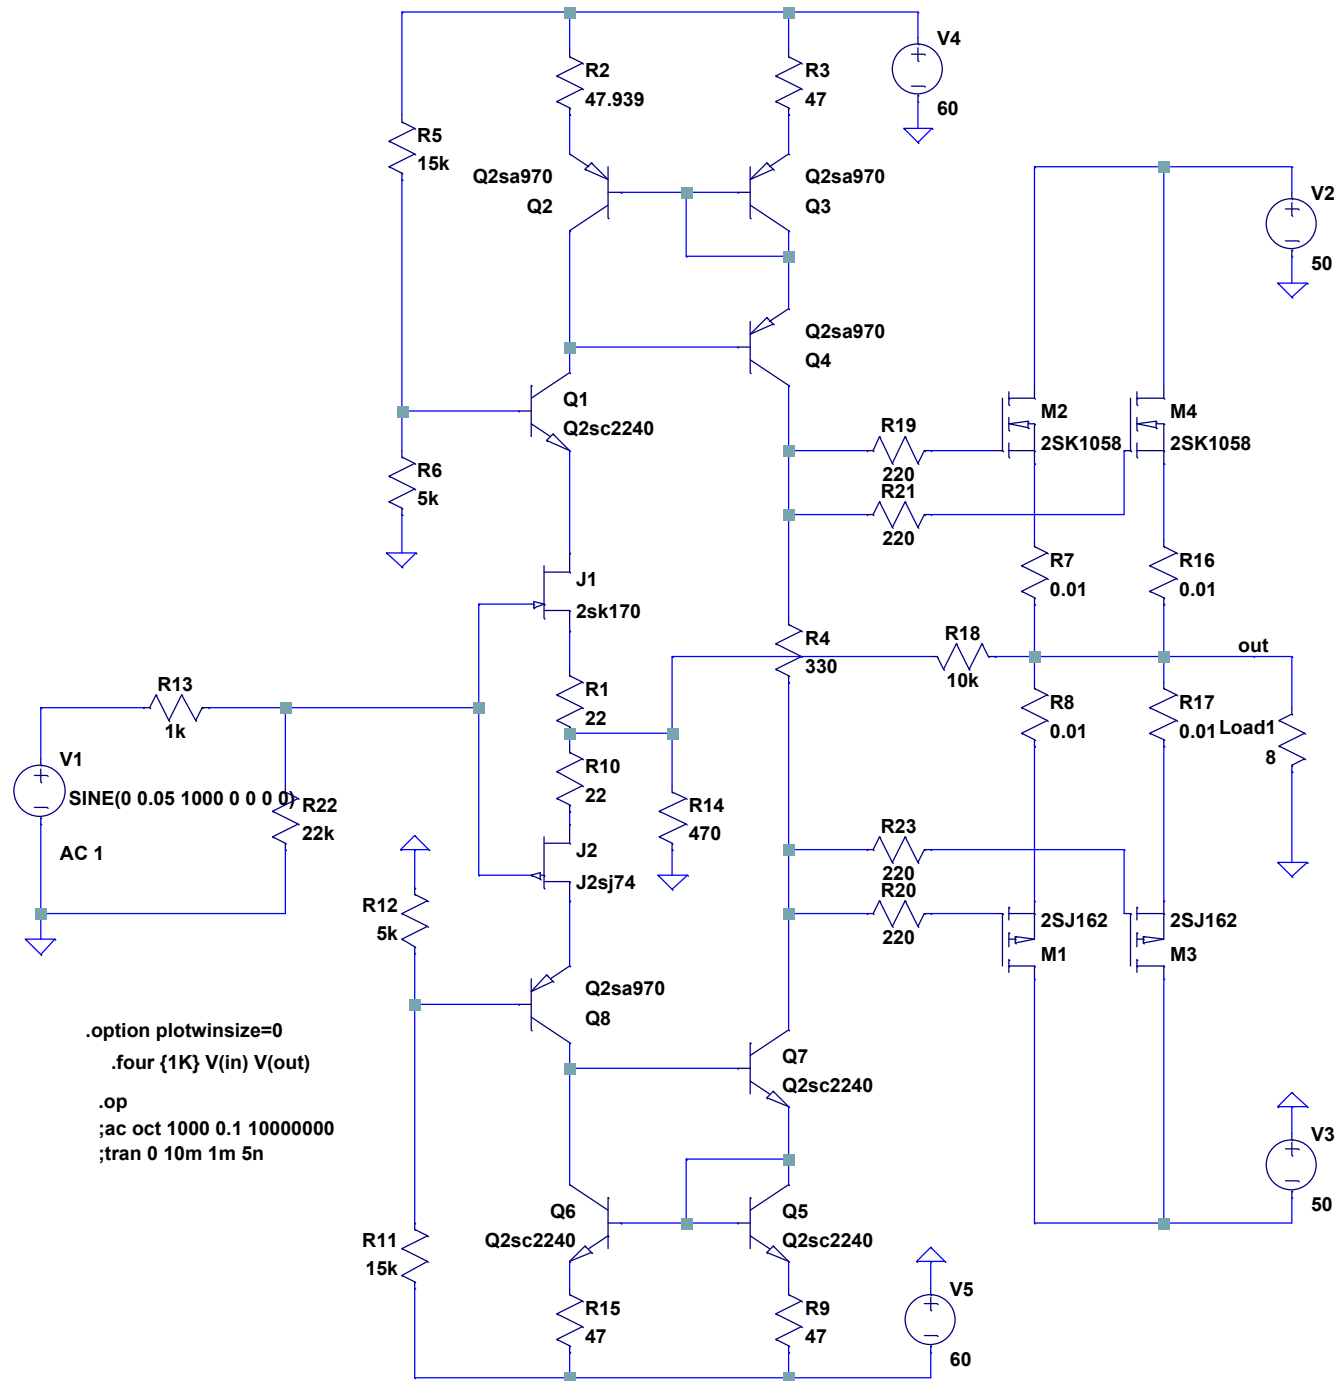 V4
60
R2
47.939
R3
47
R5
15k
Q2sa970
Q2
Q2sa970
Q3
V2
50
Q2sa970
Q4
Q1
Q2sc2240
R19
220
M2
2SK1058
M4
2SK1058
R6
5k
R21
220
R7
0.01
R16
0.01
J1
2sk170
R4
330
R18
10k
out
R13
1k
R1
22
R8
0.01
R17
0.01
Load1
8
V1
SINE(0 0.05 1000 0 0 0 0)
AC 1
R22
22k
R10
22
R14
470
J2
J2sj74
R23
220
R20
220
R12
5k
2SJ162
M1
2SJ162
M3
Q2sa970
Q8
.option plotwinsize=0
.four {1K} V(in) V(out)
.op
;ac oct 1000 0.1 10000000
;tran 0 10m 1m 5n
Q7
Q2sc2240
V3
50
Q6
Q2sc2240
Q5
Q2sc2240
R11
15k
R15
47
R9
47
V5
60